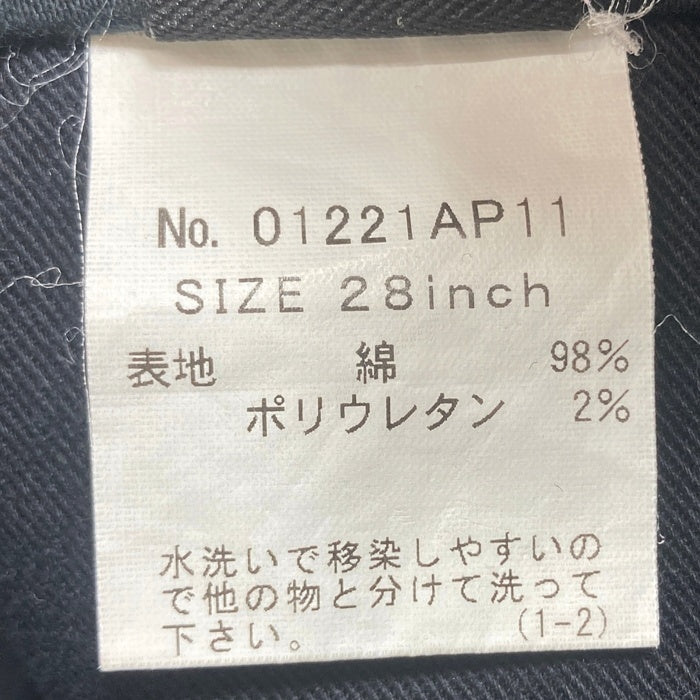 No. 01221AP11
SIZE 28inch
表地 綿 98%
ポリウレタン 2%
水洗いで移染しやすいの
で他の物と分けて洗って
下さい。 (1-2)